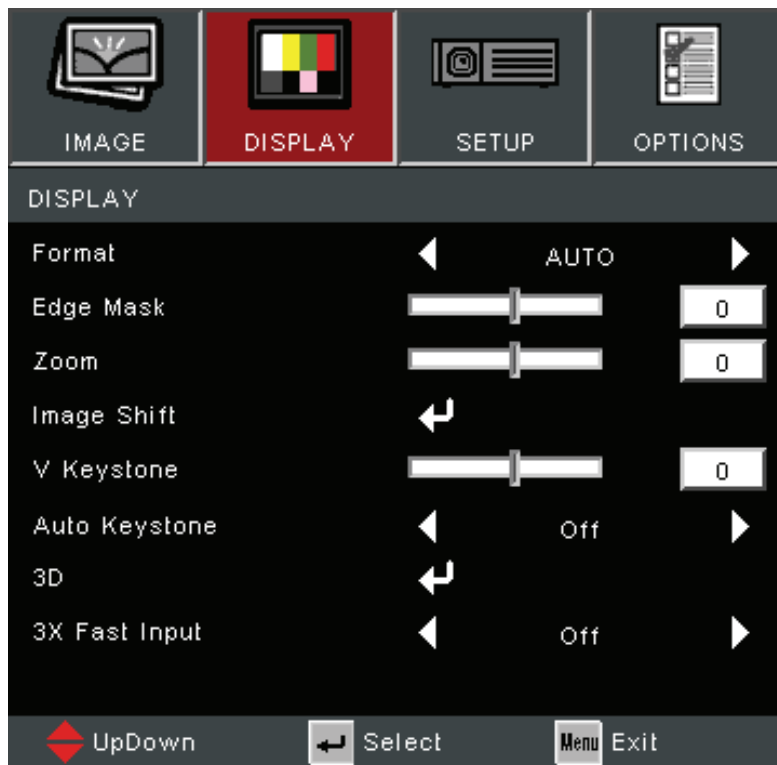 IMAGE DISPLAY SETUP OPTIONS
DISPLAY
Format AUTO
Edge Mask 0
Zoom 0
Image Shift
V Keystone 0
Auto Keystone Off
3D
3X Fast Input Off
UpDown Select Menu Exit